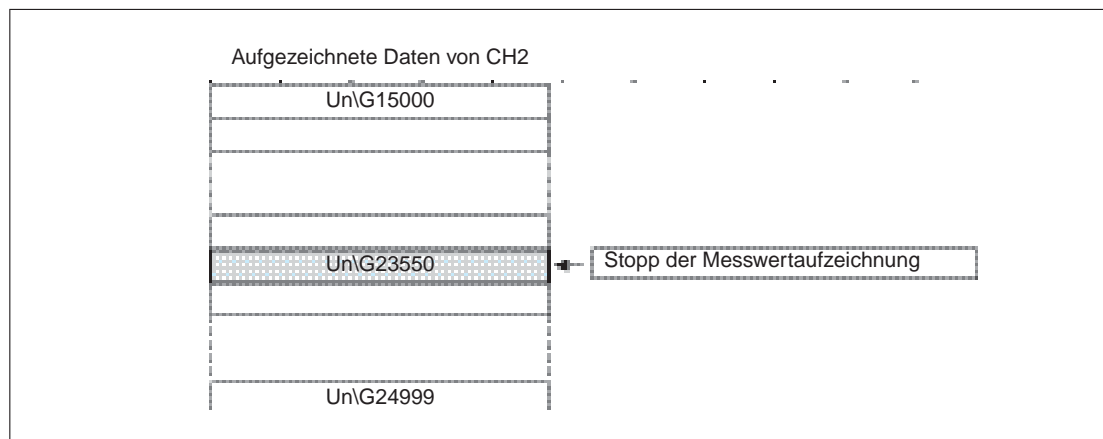 Aufgezeichnete Daten von CH2
Un\G15000
Un\G23550
Stopp der Messwertaufzeichnung
Un\G24999